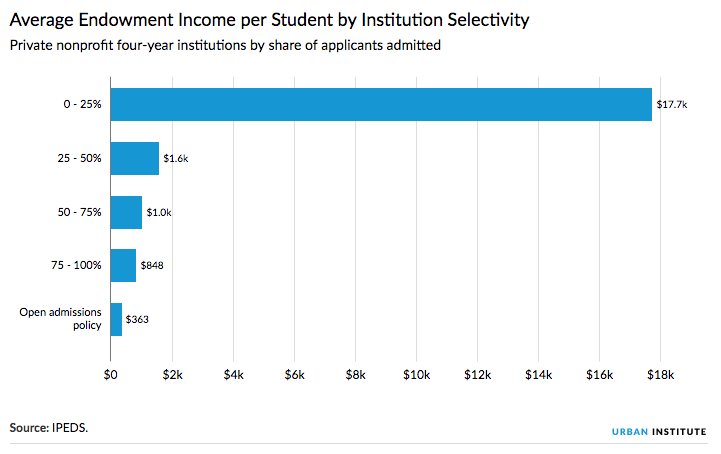 Average Endowment Income per Student by Institution Selectivity
Private nonprofit four-year institutions by share of applicants admitted
0 - 25%
$17.7k
25 - 50%
$1.6k
50 - 75%
$1.0k
75 - 100%
$848
Open admissions
policy
$363
$0 $2k $4k $6k $8k $10k $12k $14k $16k $18k
Source: IPEDS.
URBAN INSTITUTE